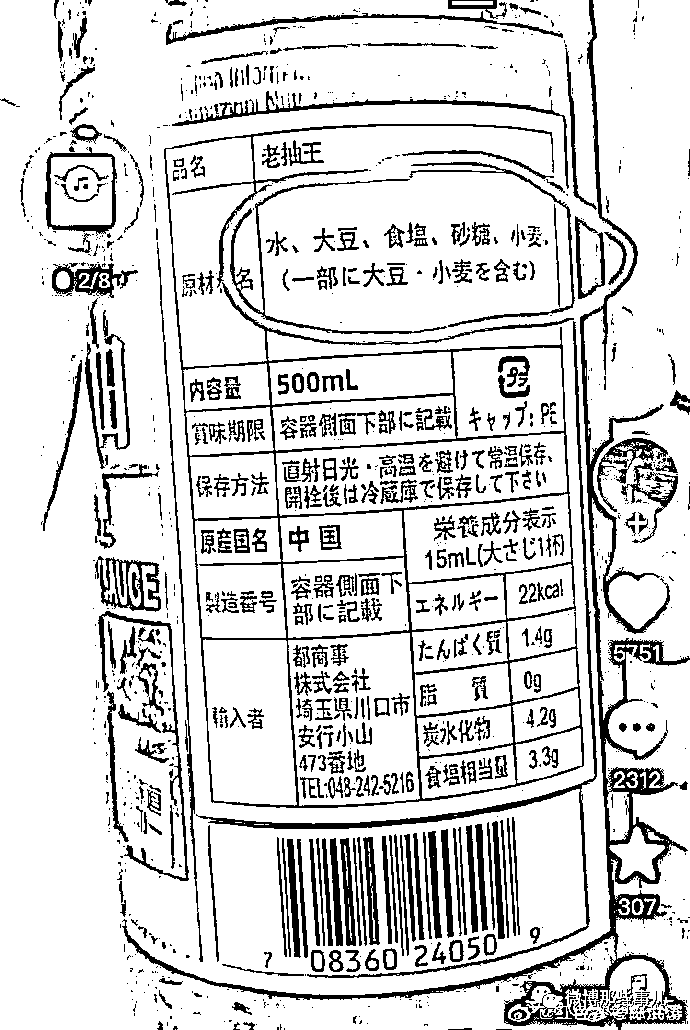 品名 老抽王
水、大豆、食塩、砂糖、小麦、
(一部に大豆・小麦を含む)
2/8
内容量 500mL
プラ
キャップ: PE
賞味期限 容器側面下部に記載
保存方法 直射日光・高温を避けて常温保存、
開栓後は冷蔵庫で保存して下さい
原産国名 中国
製造番号 容器側面下
部に記載
輸入者 都商事
株式会社
埼玉県川口市
安行小山
473番地
TEL:048-242-5216
栄養成分表示
15mL(大さじ1杯)
エネルギー 22kcal
たんぱく質 1.4g
脂 質 0g
炭水化物 4.2g
食塩相当量 3.3g
7 08360 24050 9
5751
2312
307
微博那些事儿